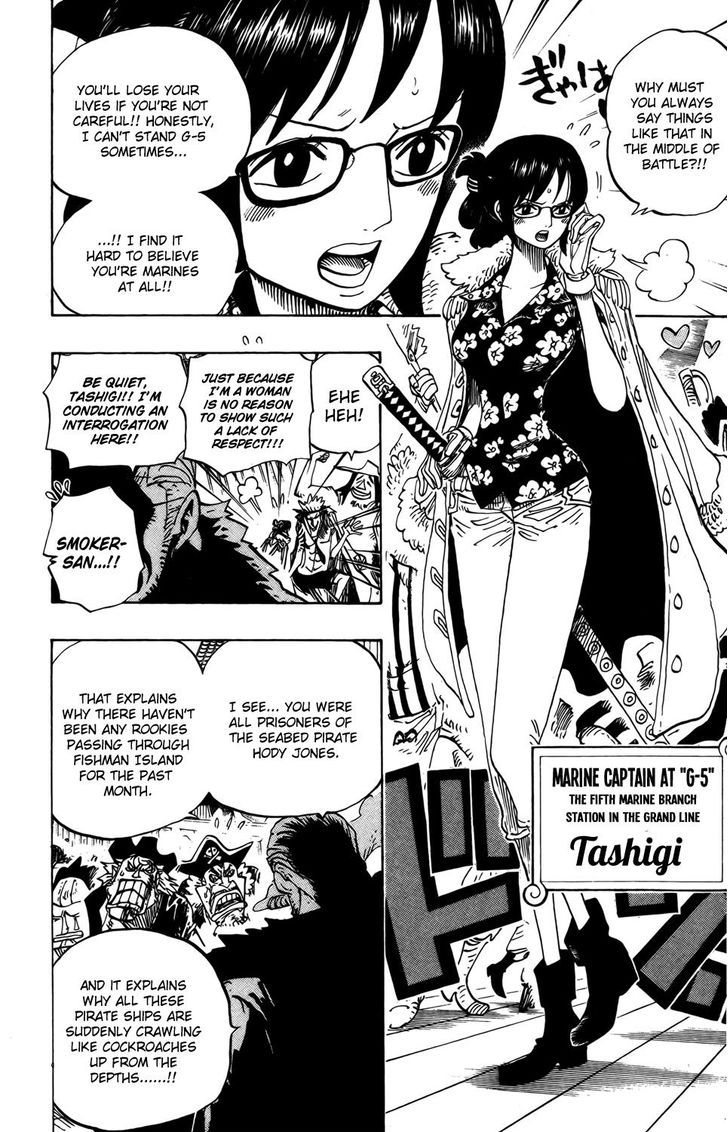 WHY MUST
YOU ALWAYS
SAY THINGS
LIKE THAT IN
THE MIDDLE OF
BATTLE?!!
ぎゃはは
YOU'LL LOSE YOUR
LIVES IF YOU'RE NOT
CAREFUL!! HONESTLY,
I CAN'T STAND G-5
SOMETIMES...
...!! I FIND IT
HARD TO BELIEVE
YOU'RE MARINES
AT ALL!!
EHE
HEH!
JUST BECAUSE
I'M A WOMAN
IS NO REASON
TO SHOW SUCH
A LACK OF
RESPECT!!!
BE QUIET,
TASHIGI!! I'M
CONDUCTING AN
INTERROGATION
HERE!!
SMOKER-
SAN...!!
MARINE CAPTAIN AT "G-5"
THE FIFTH MARINE BRANCH
STATION IN THE GRAND LINE
Tashigi
I SEE... YOU WERE
ALL PRISONERS OF
THE SEABED PIRATE
HODY JONES.
THAT EXPLAINS
WHY THERE HAVEN'T
BEEN ANY ROOKIES
PASSING THROUGH
FISHMAN ISLAND
FOR THE PAST
MONTH.
AND IT EXPLAINS
WHY ALL THESE
PIRATE SHIPS ARE
SUDDENLY CRAWLING
LIKE COCKROACHES
UP FROM THE
DEPTHS......!!